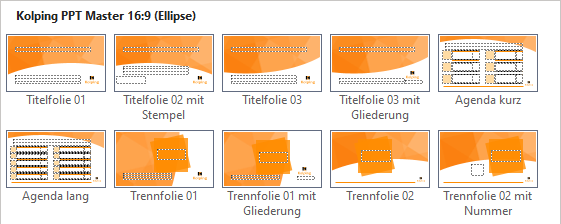 Kolping PPT Master 16:9 (Ellipse)
Titelfolie 01
Titelfolie 02 mit
Stempel
Titelfolie 03
Titelfolie 03 mit
Gliederung
Agenda kurz
Agenda lang
Trennfolie 01
Trennfolie 01 mit
Gliederung
Trennfolie 02
Trennfolie 02 mit
Nummer